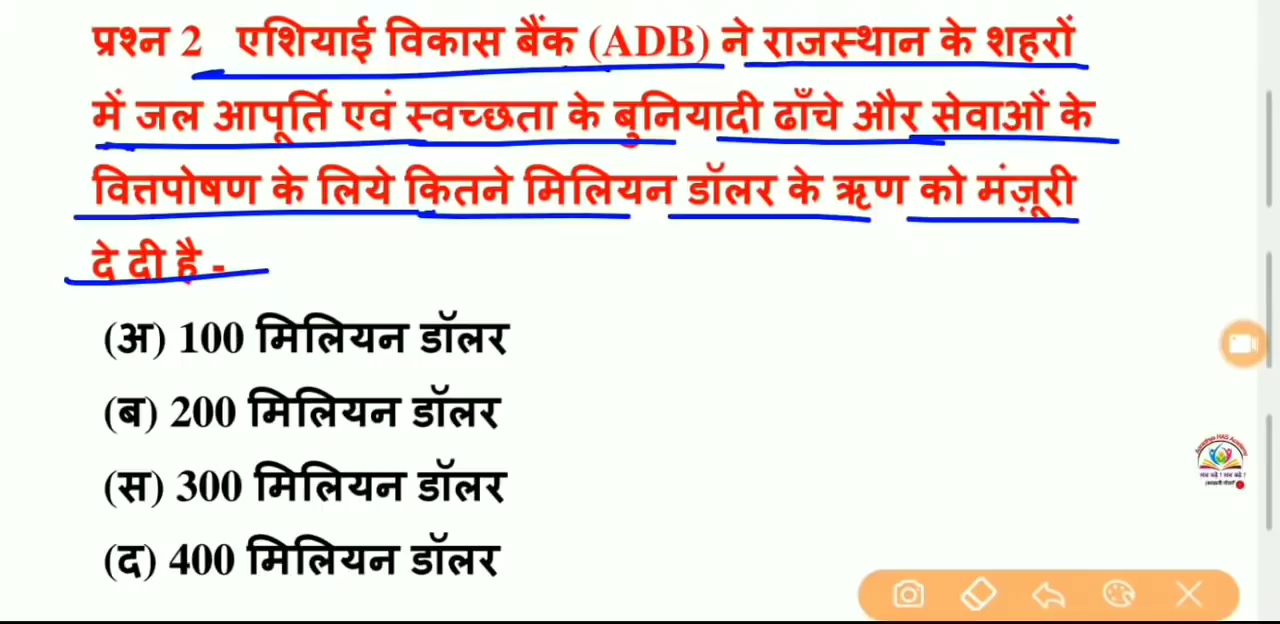 प्रश्न 2 एशियाई विकास बैंक (ADB) ने राजस्थान के शहरों
में जल आपूर्ति एवं स्वच्छता के बुनियादी ढाँचे और सेवाओं के
वित्तपोषण के लिये कितने मिलियन डॉलर के ऋण को मंज़ूरी
दे दी है -
(अ) 100 मिलियन डॉलर
(ब) 200 मिलियन डॉलर
(स) 300 मिलियन डॉलर
(द) 400 मिलियन डॉलर